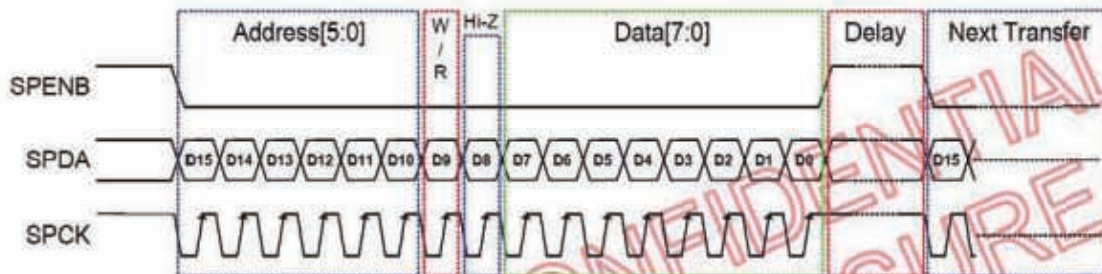 Address[5:0] W / R Hi-Z Data[7:0] Delay Next Transfer
SPENB
SPDA D15 D14 D13 D12 D11 D10 D9 D8 D7 D6 D5 D4 D3 D2 D1 D0 D15
SPCK
CONFIDENTIAL